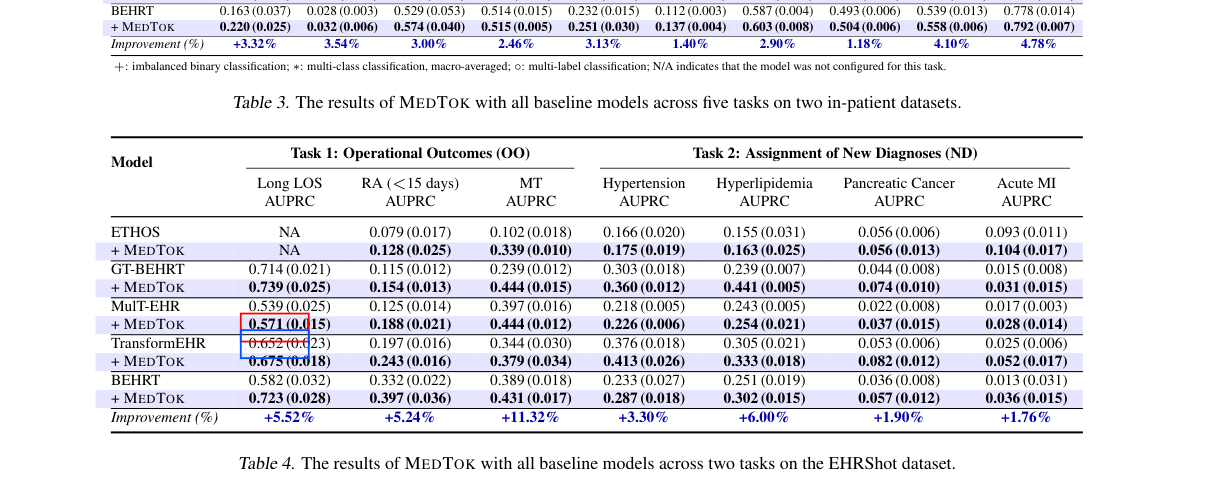 BEHRT 0.163 (0.037) 0.028 (0.003) 0.529 (0.053) 0.514 (0.015) 0.232 (0.015) 0.112 (0.003) 0.587 (0.004) 0.493 (0.006) 0.539 (0.013) 0.778 (0.014)
+ MEDTOK 0.220 (0.025) 0.032 (0.006) 0.574 (0.040) 0.515 (0.005) 0.251 (0.030) 0.137 (0.004) 0.603 (0.008) 0.504 (0.006) 0.558 (0.006) 0.792 (0.007)
Improvement (%) +3.32% 3.54% 3.00% 2.46% 3.13% 1.40% 2.90% 1.18% 4.10% 4.78%
+: imbalanced binary classification; *: multi-class classification, macro-averaged; ○: multi-label classification; N/A indicates that the model was not configured for this task.
Table 3. The results of MEDTOK with all baseline models across five tasks on two in-patient datasets.
Model Task 1: Operational Outcomes (OO) Task 2: Assignment of New Diagnoses (ND)
Long LOS RA (<15 days) MT Hypertension Hyperlipidemia Pancreatic Cancer Acute MI
AUPRC AUPRC AUPRC AUPRC AUPRC AUPRC AUPRC
ETHOS NA 0.079 (0.017) 0.102 (0.018) 0.166 (0.020) 0.155 (0.031) 0.056 (0.006) 0.093 (0.011)
+ MEDTOK NA 0.128 (0.025) 0.339 (0.010) 0.175 (0.019) 0.163 (0.025) 0.056 (0.013) 0.104 (0.017)
GT-BEHRT 0.714 (0.021) 0.115 (0.012) 0.239 (0.012) 0.303 (0.018) 0.239 (0.007) 0.044 (0.008) 0.015 (0.008)
+ MEDTOK 0.739 (0.025) 0.154 (0.013) 0.444 (0.015) 0.360 (0.012) 0.441 (0.005) 0.074 (0.010) 0.031 (0.015)
MulT-EHR 0.539 (0.025) 0.125 (0.014) 0.397 (0.016) 0.218 (0.005) 0.243 (0.005) 0.022 (0.008) 0.017 (0.003)
+ MEDTOK 0.571 (0.015) 0.188 (0.021) 0.444 (0.012) 0.226 (0.006) 0.254 (0.021) 0.037 (0.015) 0.028 (0.014)
TransformEHR 0.652 (0.023) 0.197 (0.016) 0.344 (0.030) 0.376 (0.018) 0.305 (0.021) 0.053 (0.006) 0.025 (0.006)
+ MEDTOK 0.675 (0.018) 0.243 (0.016) 0.379 (0.034) 0.413 (0.026) 0.333 (0.018) 0.082 (0.012) 0.052 (0.017)
BEHRT 0.582 (0.032) 0.332 (0.022) 0.389 (0.018) 0.233 (0.027) 0.251 (0.019) 0.036 (0.008) 0.013 (0.031)
+ MEDTOK 0.723 (0.028) 0.397 (0.036) 0.431 (0.017) 0.287 (0.018) 0.302 (0.015) 0.057 (0.012) 0.036 (0.015)
Improvement (%) +5.52% +5.24% +11.32% +3.30% +6.00% +1.90% +1.76%
Table 4. The results of MEDTOK with all baseline models across two tasks on the EHRShot dataset.